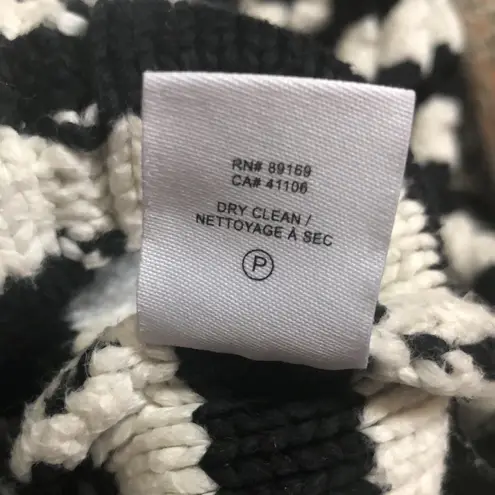 RN# 89169
CA# 41106
DRY CLEAN /
NETTOYAGE À SEC
P